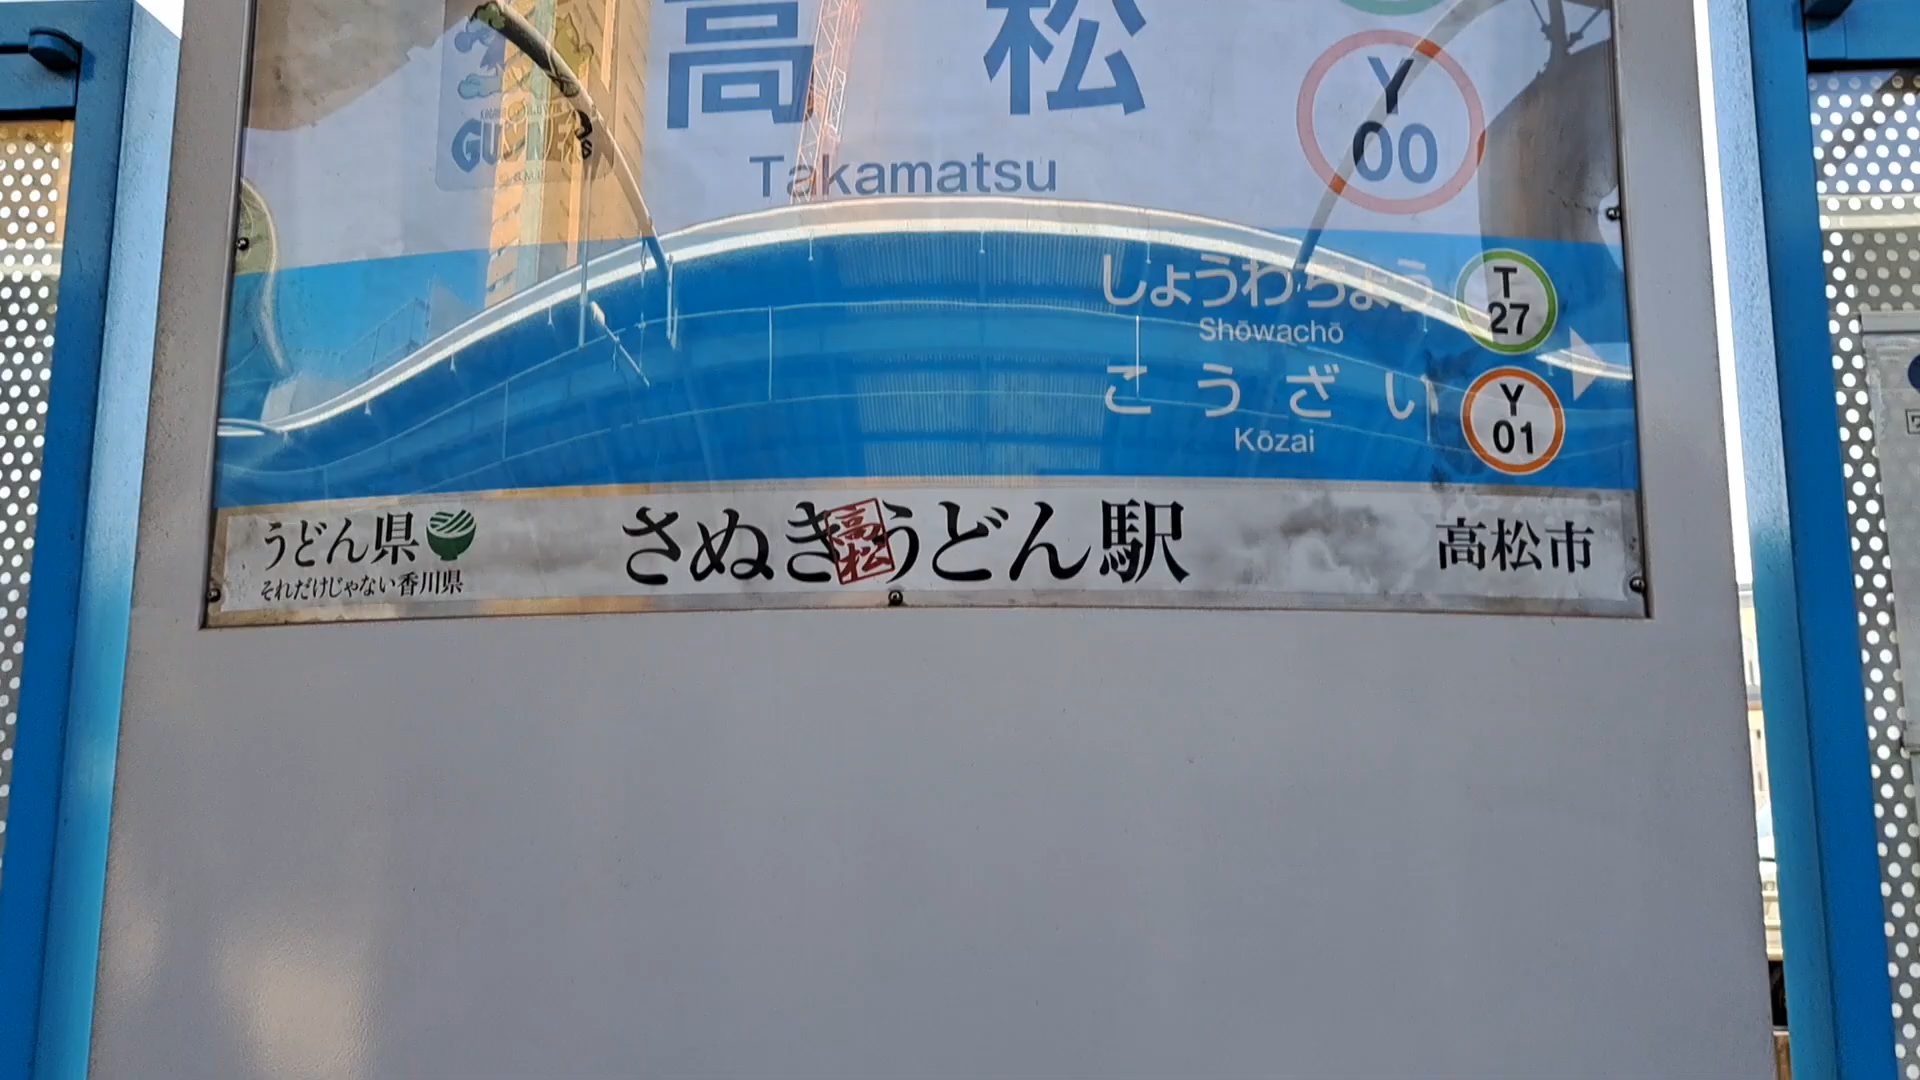 高松
Takamatsu
Y
00
しょうわちょう
Shōwachō
T
27
こうざい
Kōzai
Y
01
うどん県
それだけじゃない香川県
さぬき高松うどん駅
高松市